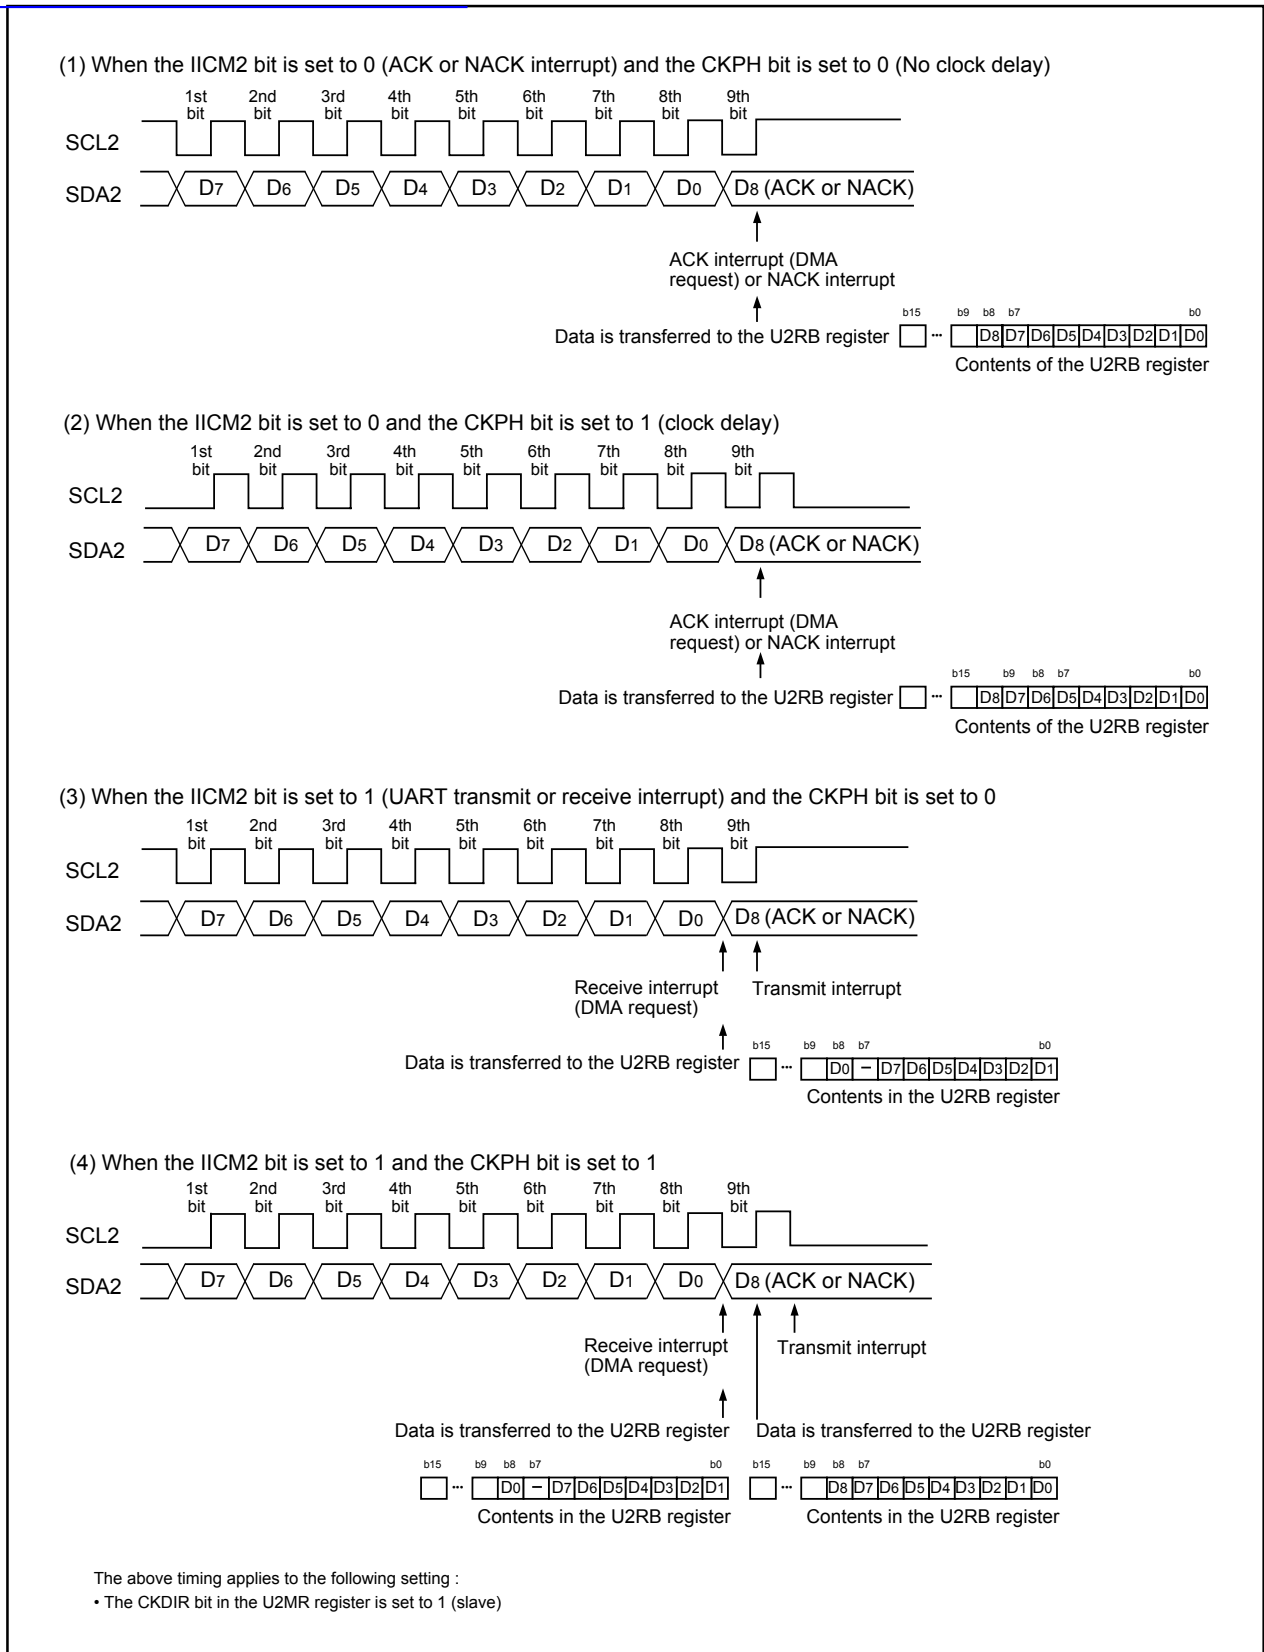 (1) When the IICM2 bit is set to 0 (ACK or NACK interrupt) and the CKPH bit is set to 0 (No clock delay)
1st 2nd 3rd 4th 5th 6th 7th 8th 9th
bit bit bit bit bit bit bit bit bit
SCL2
SDA2 D7 D6 D5 D4 D3 D2 D1 D0 D8 (ACK or NACK)
ACK interrupt (DMA
request) or NACK interrupt
b15 b9 b8 b7 b0
Data is transferred to the U2RB register ... D8 D7 D6 D5 D4 D3 D2 D1 D0
Contents of the U2RB register
(2) When the IICM2 bit is set to 0 and the CKPH bit is set to 1 (clock delay)
1st 2nd 3rd 4th 5th 6th 7th 8th 9th
bit bit bit bit bit bit bit bit bit
SCL2
SDA2 D7 D6 D5 D4 D3 D2 D1 D0 D8 (ACK or NACK)
ACK interrupt (DMA
request) or NACK interrupt
b15 b9 b8 b7 b0
Data is transferred to the U2RB register ... D8 D7 D6 D5 D4 D3 D2 D1 D0
Contents of the U2RB register
(3) When the IICM2 bit is set to 1 (UART transmit or receive interrupt) and the CKPH bit is set to 0
1st 2nd 3rd 4th 5th 6th 7th 8th 9th
bit bit bit bit bit bit bit bit bit
SCL2
SDA2 D7 D6 D5 D4 D3 D2 D1 D0 D8 (ACK or NACK)
Receive interrupt Transmit interrupt
(DMA request)
b15 b9 b8 b7 b0
Data is transferred to the U2RB register ... D0 – D7 D6 D5 D4 D3 D2 D1
Contents in the U2RB register
(4) When the IICM2 bit is set to 1 and the CKPH bit is set to 1
1st 2nd 3rd 4th 5th 6th 7th 8th 9th
bit bit bit bit bit bit bit bit bit
SCL2
SDA2 D7 D6 D5 D4 D3 D2 D1 D0 D8 (ACK or NACK)
Receive interrupt Transmit interrupt
(DMA request)
Data is transferred to the U2RB register Data is transferred to the U2RB register
b15 b9 b8 b7 b0 b15 b9 b8 b7 b0
... D0 – D7 D6 D5 D4 D3 D2 D1 ... D8 D7 D6 D5 D4 D3 D2 D1 D0
Contents in the U2RB register Contents in the U2RB register
The above timing applies to the following setting :
• The CKDIR bit in the U2MR register is set to 1 (slave)